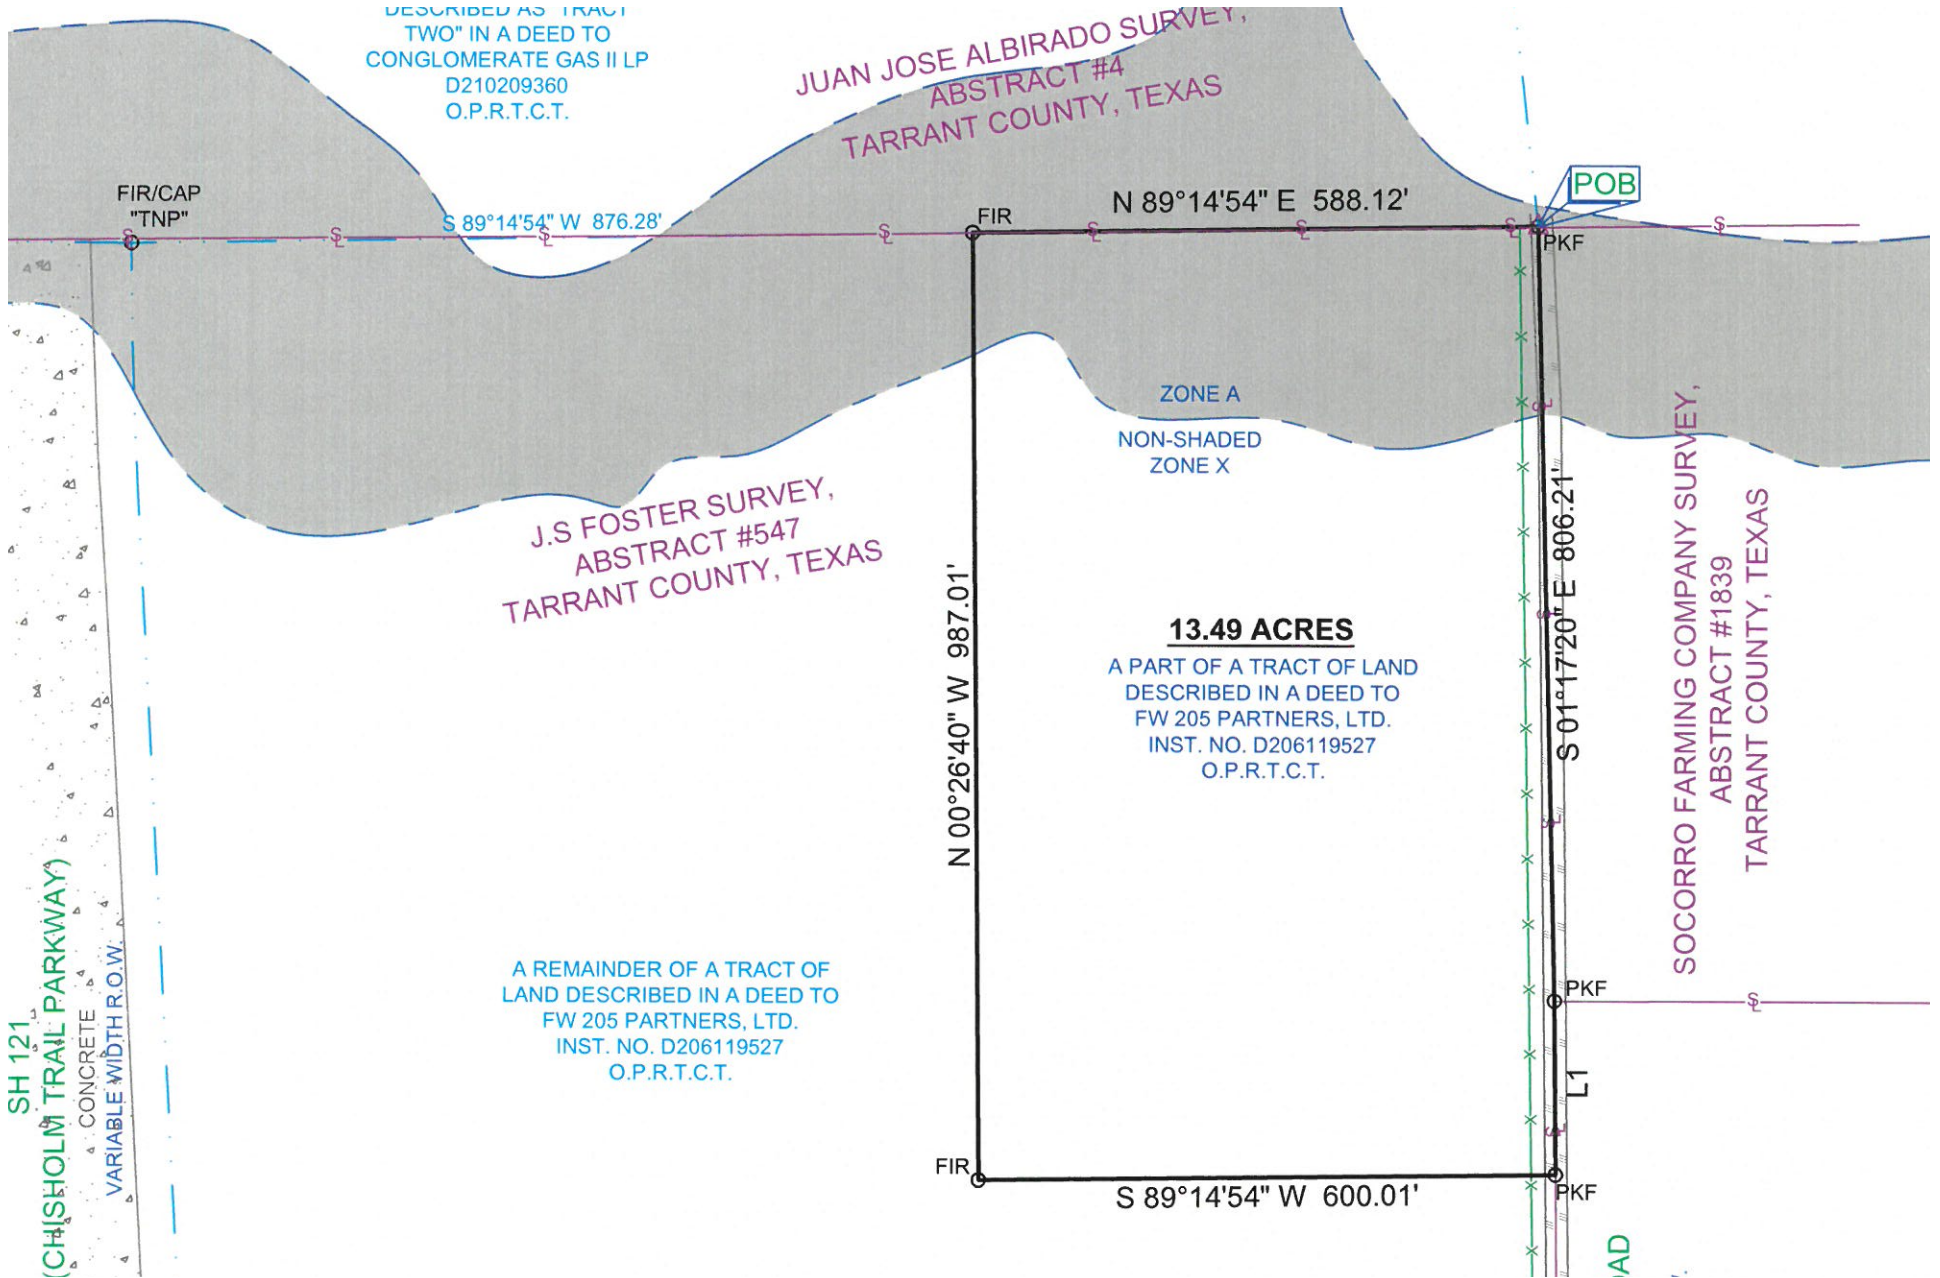 DESCRIBED AS "TRACT
TWO" IN A DEED TO
CONGLOMERATE GAS II LP
D210209360
O.P.R.T.C.T.
JUAN JOSE ALBIRADO SURVEY,
ABSTRACT #4
TARRANT COUNTY, TEXAS
FIR/CAP
"TNP"
S 89°14'54" W 876.28'
FIR
N 89°14'54" E 588.12'
POB
PKF
ZONE A
NON-SHADED
ZONE X
J.S FOSTER SURVEY,
ABSTRACT #547
TARRANT COUNTY, TEXAS
N 00°26'40" W 987.01'
13.49 ACRES
A PART OF A TRACT OF LAND
DESCRIBED IN A DEED TO
FW 205 PARTNERS, LTD.
INST. NO. D206119527
O.P.R.T.C.T.
S 01°17'20" E 806.21'
SOCORRO FARMING COMPANY SURVEY,
ABSTRACT #1839
TARRANT COUNTY, TEXAS
A REMAINDER OF A TRACT OF
LAND DESCRIBED IN A DEED TO
FW 205 PARTNERS, LTD.
INST. NO. D206119527
O.P.R.T.C.T.
SH 121
(CHISHOLM TRAIL PARKWAY)
CONCRETE
VARIABLE WIDTH R.O.W.
PKF
L1
FIR
S 89°14'54" W 600.01'
PKF